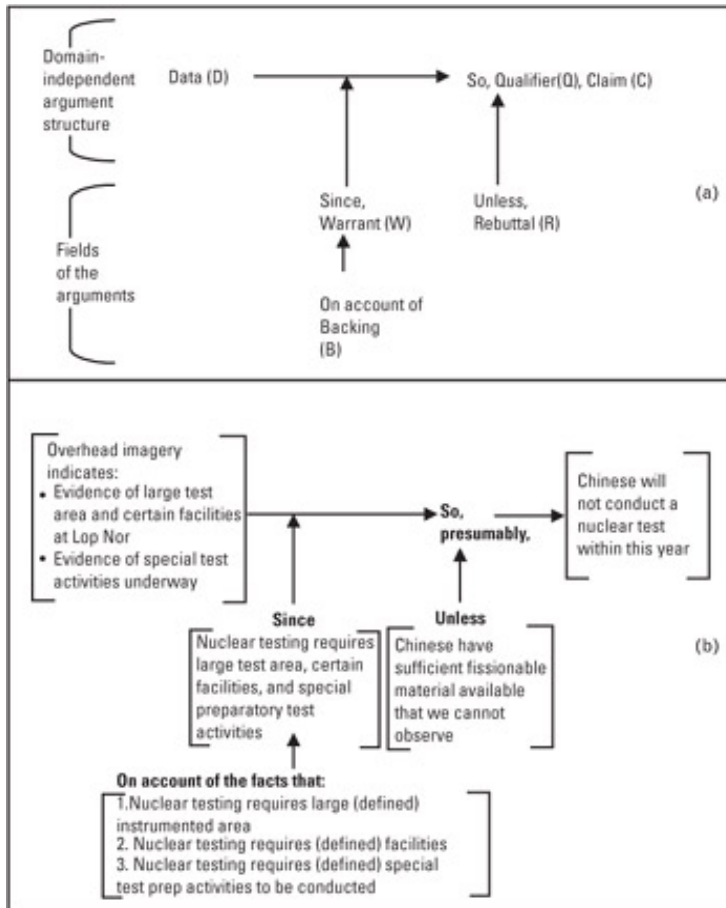 Domain-
independent
argument
structure
Data (D)
So, Qualifier(Q), Claim (C)
Since,
Warrant (W)
Unless,
Rebuttal (R)
(a)
Fields
of the
arguments
On account of
Backing
(B)
Overhead imagery
indicates:
• Evidence of large test
area and certain facilities
at Lop Nor
• Evidence of special test
activities underway
So,
presumably,
Chinese will
not conduct a
nuclear test
within this year
Since
Nuclear testing requires
large test area, certain
facilities, and special
preparatory test
activities
Unless
Chinese have
sufficient fissionable
material available
that we cannot
observe
(b)
On account of the facts that:
1.Nuclear testing requires large (defined)
instrumented area
2. Nuclear testing requires (defined) facilities
3. Nuclear testing requires (defined) special
test prep activities to be conducted